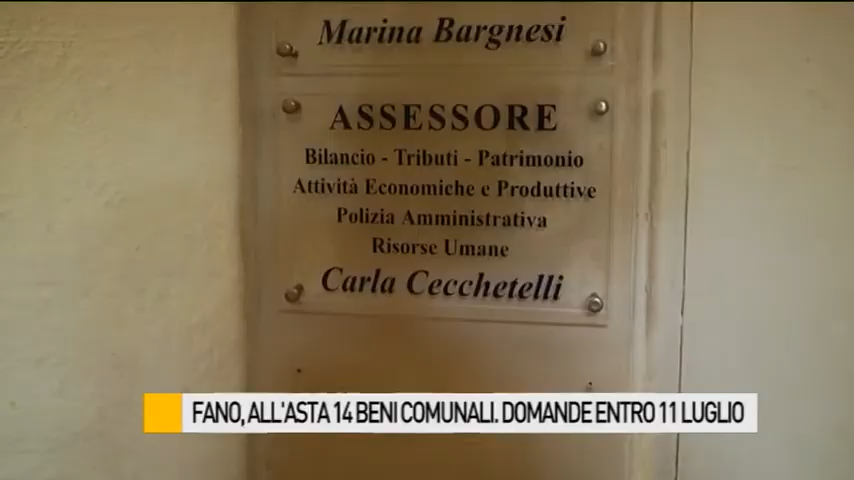 Marina Bargnesi
ASSESSORE
Bilancio - Tributi - Patrimonio
Attività Economiche e Produttive
Polizia Amministrativa
Risorse Umane
Carla Cecchetelli
FANO, ALL'ASTA 14 BENI COMUNALI. DOMANDE ENTRO 11 LUGLIO